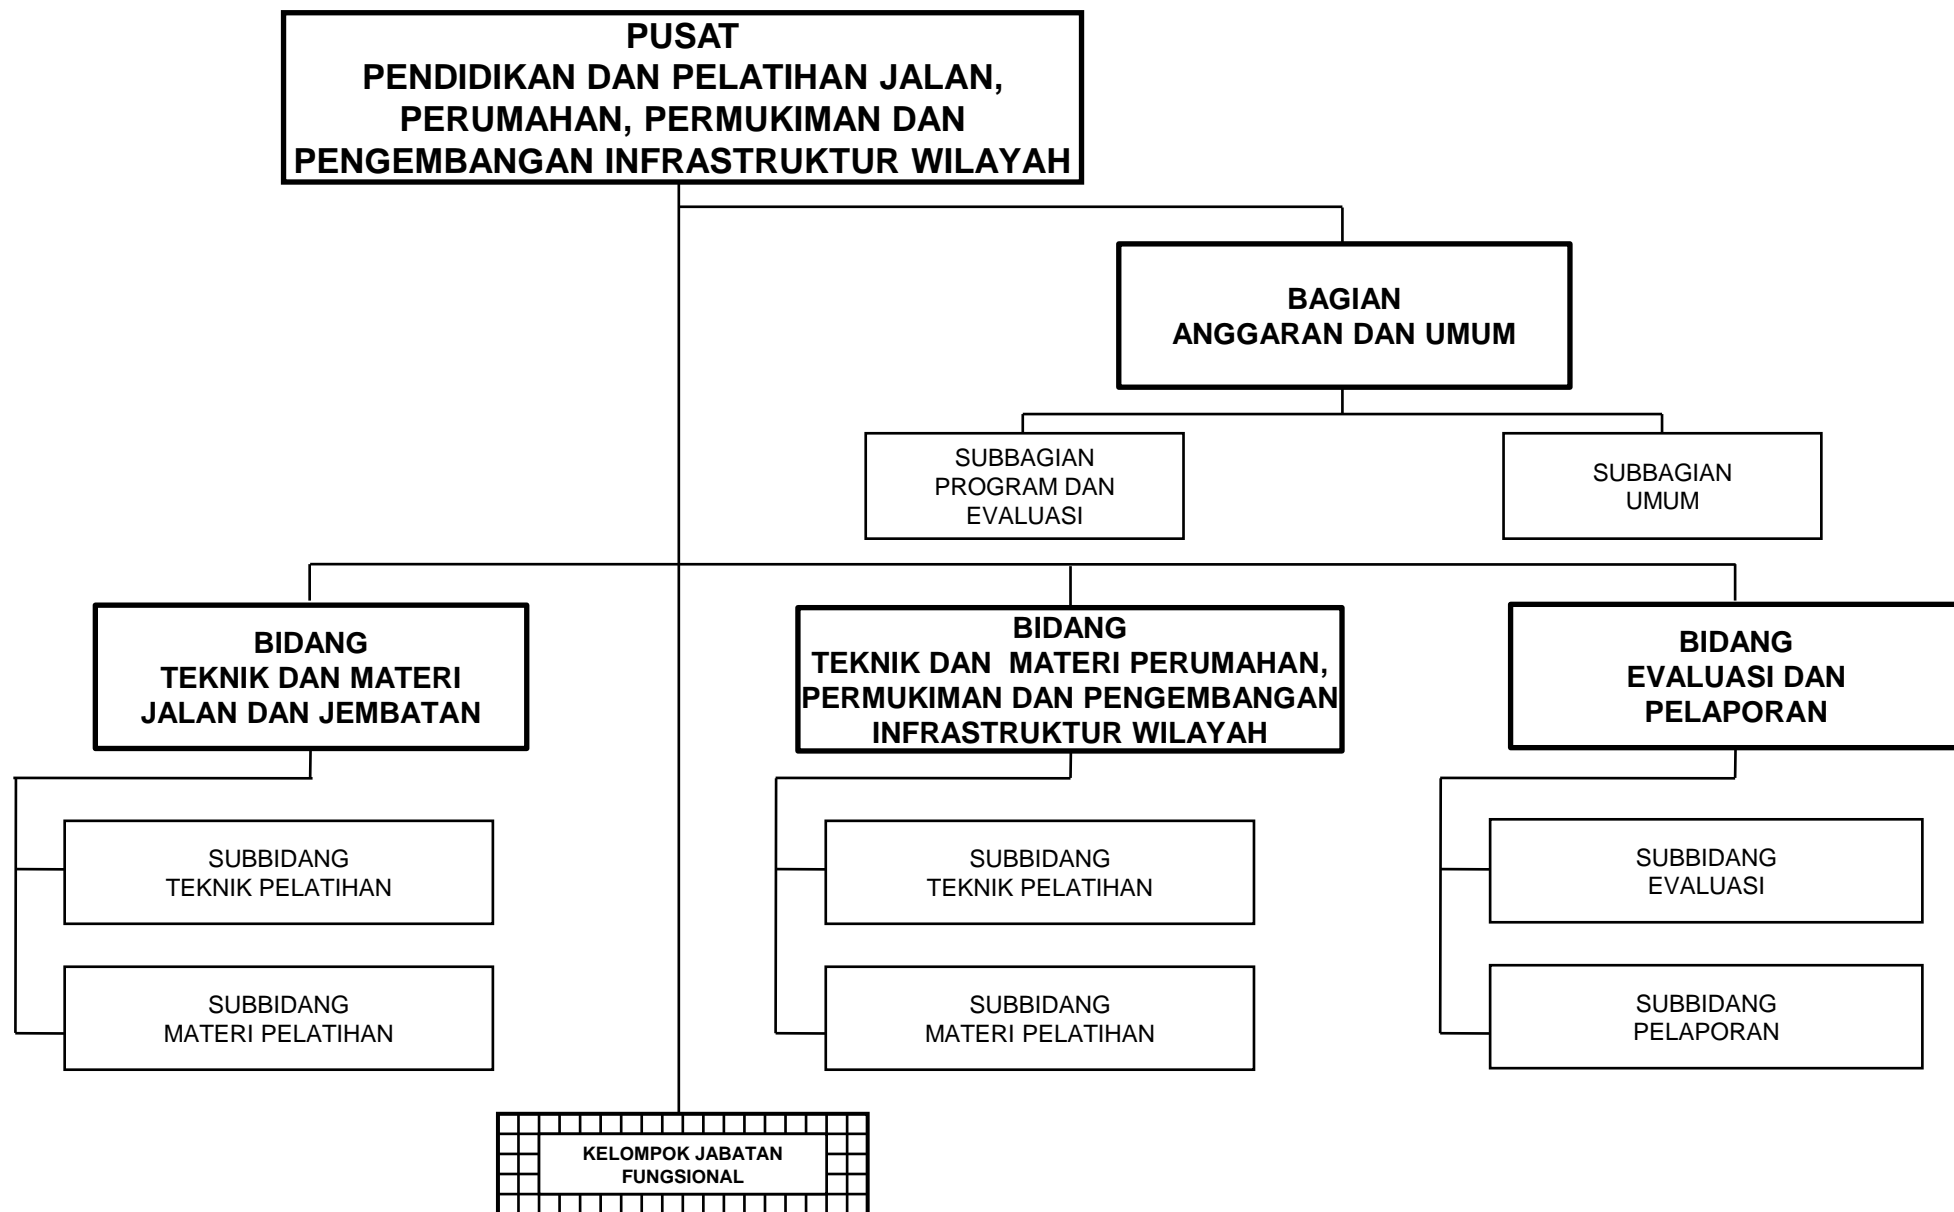 PUSAT
PENDIDIKAN DAN PELATIHAN JALAN,
PERUMAHAN, PERMUKIMAN DAN
PENGEMBANGAN INFRASTRUKTUR WILAYAH
BAGIAN
ANGGARAN DAN UMUM
SUBBAGIAN
PROGRAM DAN
EVALUASI
SUBBAGIAN
UMUM
BIDANG
TEKNIK DAN MATERI
JALAN DAN JEMBATAN
BIDANG
TEKNIK DAN  MATERI PERUMAHAN,
PERMUKIMAN DAN PENGEMBANGAN
INFRASTRUKTUR WILAYAH
BIDANG
EVALUASI DAN
PELAPORAN
SUBBIDANG
TEKNIK PELATIHAN
SUBBIDANG
TEKNIK PELATIHAN
SUBBIDANG
EVALUASI
SUBBIDANG
MATERI PELATIHAN
SUBBIDANG
MATERI PELATIHAN
SUBBIDANG
PELAPORAN
KELOMPOK JABATAN
FUNGSIONAL